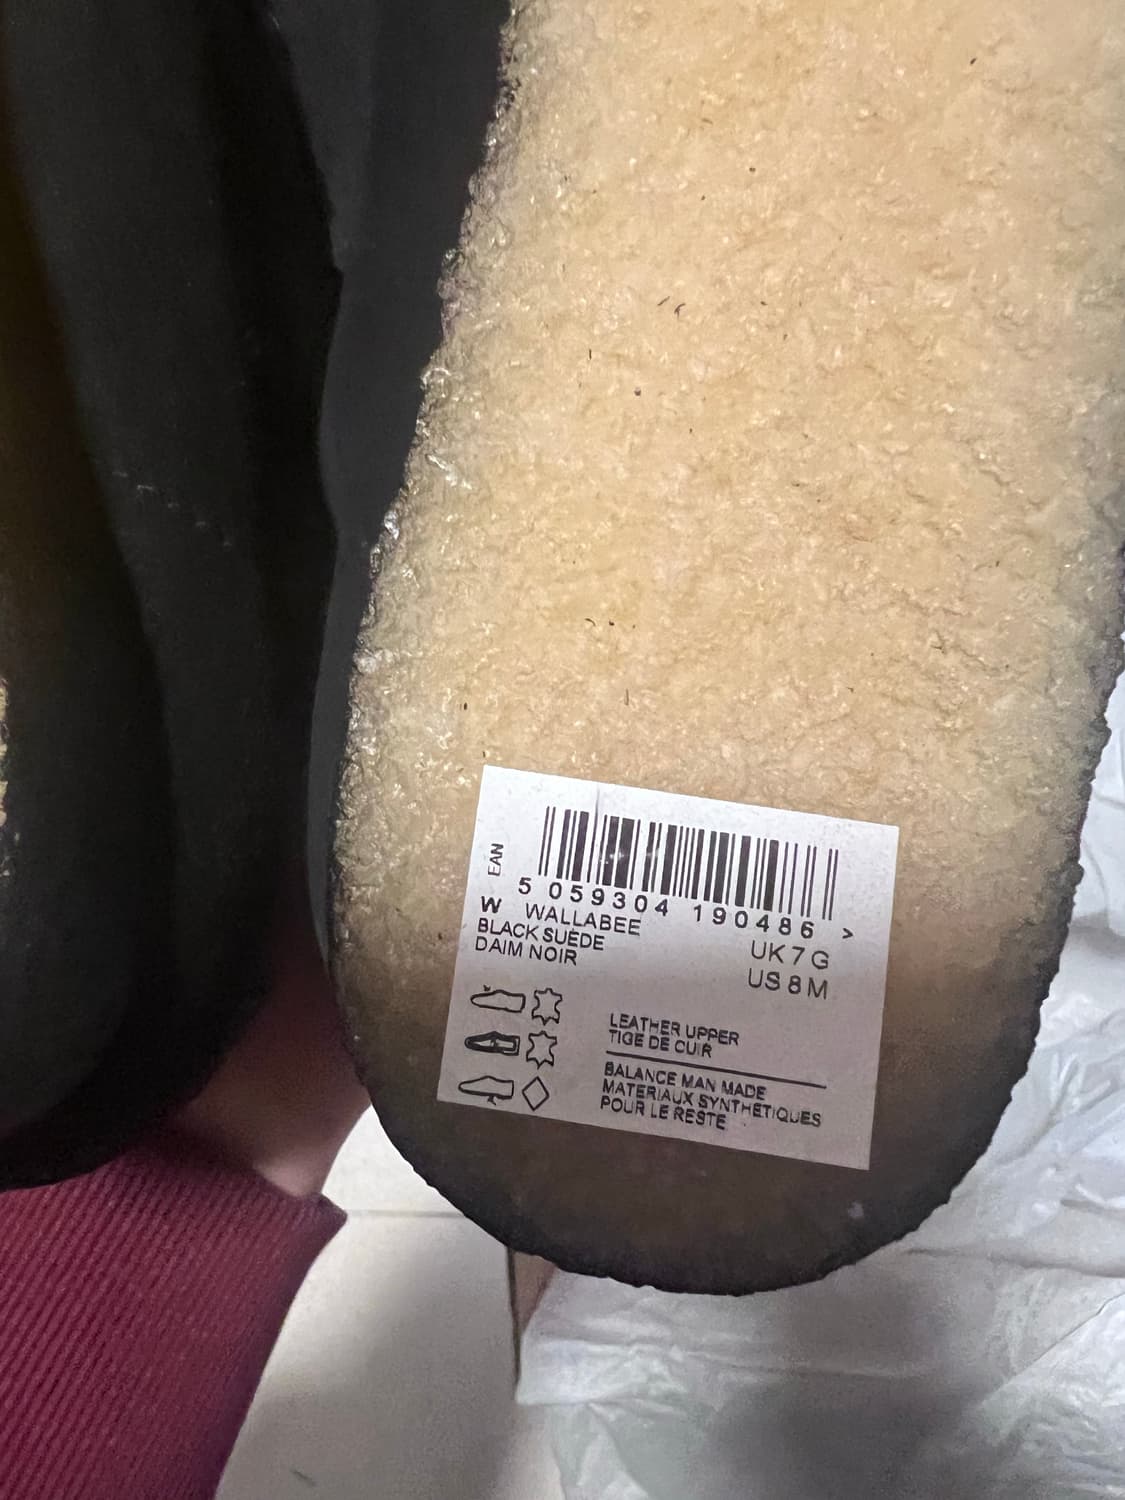 EAN
5 059304 190486 >
W WALLABEE
BLACK SUEDE
DAIM NOIR
UK 7 G
US 8 M
LEATHER UPPER
TIGE DE CUIR
BALANCE MAN MADE
MATERIAUX SYNTHETIQUES
POUR LE RESTE